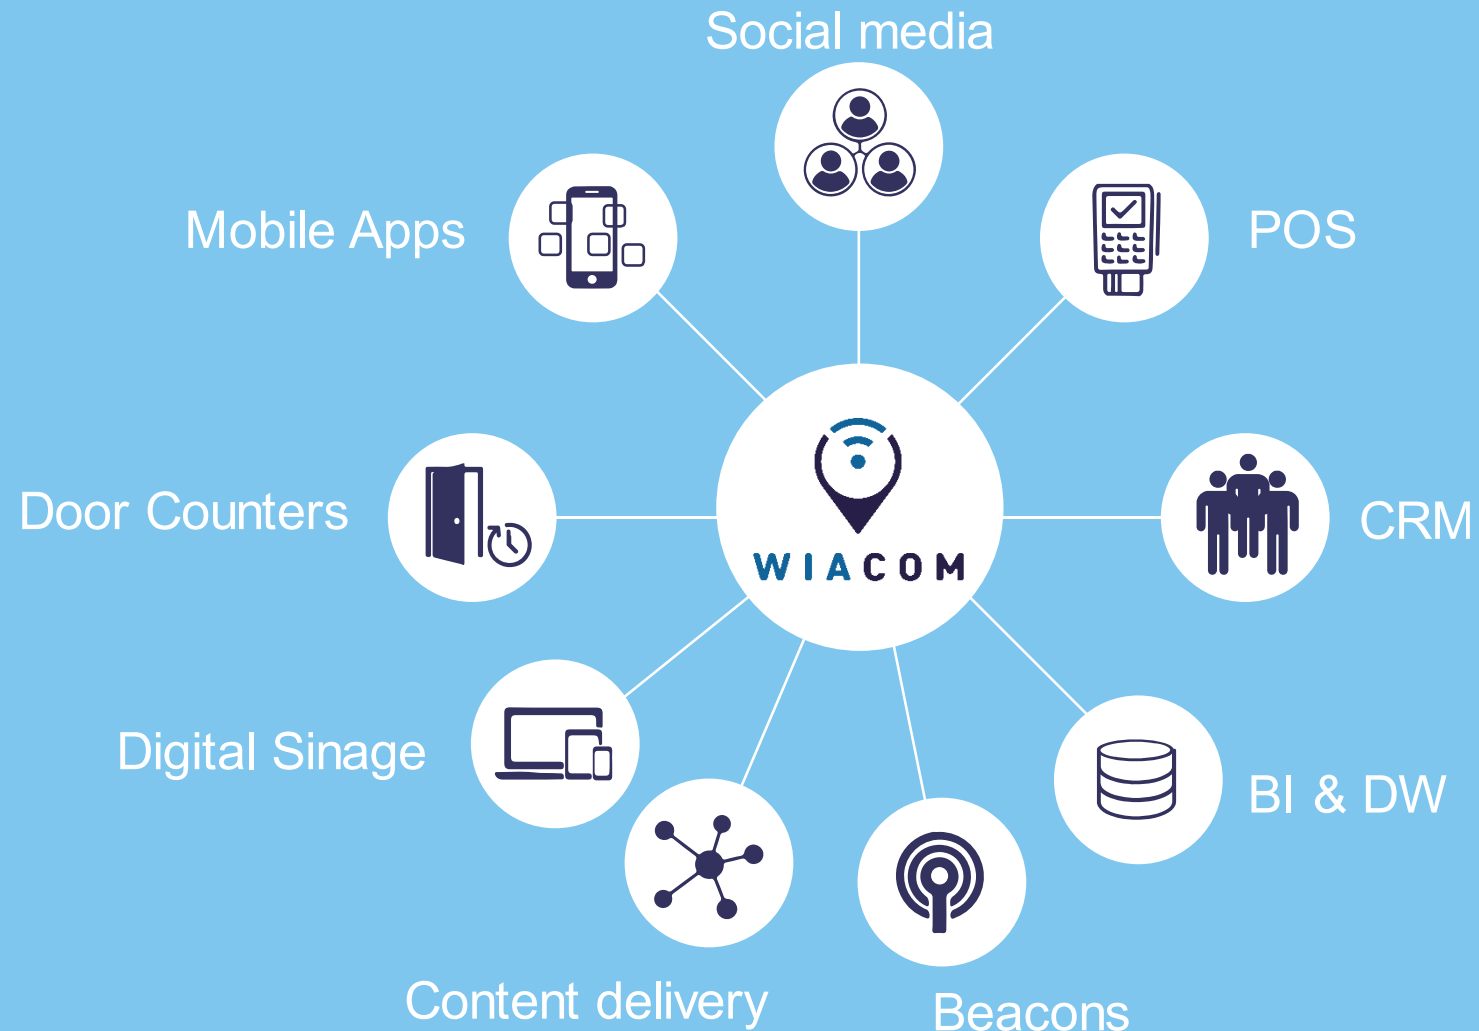 Social media
Mobile Apps
POS
Door Counters
WIACOM
CRM
Digital Sinage
BI & DW
Content delivery
Beacons